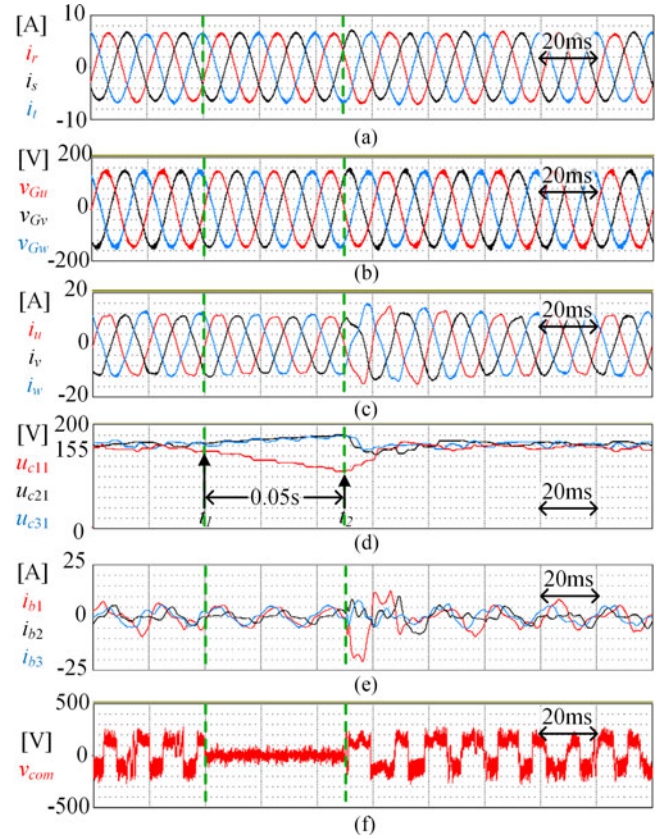 [A]
10
i_r
i_s
i_t
0
-10
20ms
(a)
[V]
200
v_Gu
v_Gv
v_Gw
0
-200
20ms
(b)
[A]
20
i_u
i_v
i_w
0
-20
20ms
(c)
[V]
200
155
u_c11
u_c21
u_c31
0
0.05s
t_1
t_2
20ms
(d)
[A]
25
i_b1
i_b2
i_b3
0
-25
20ms
(e)
[V]
500
v_com
0
-500
20ms
(f)